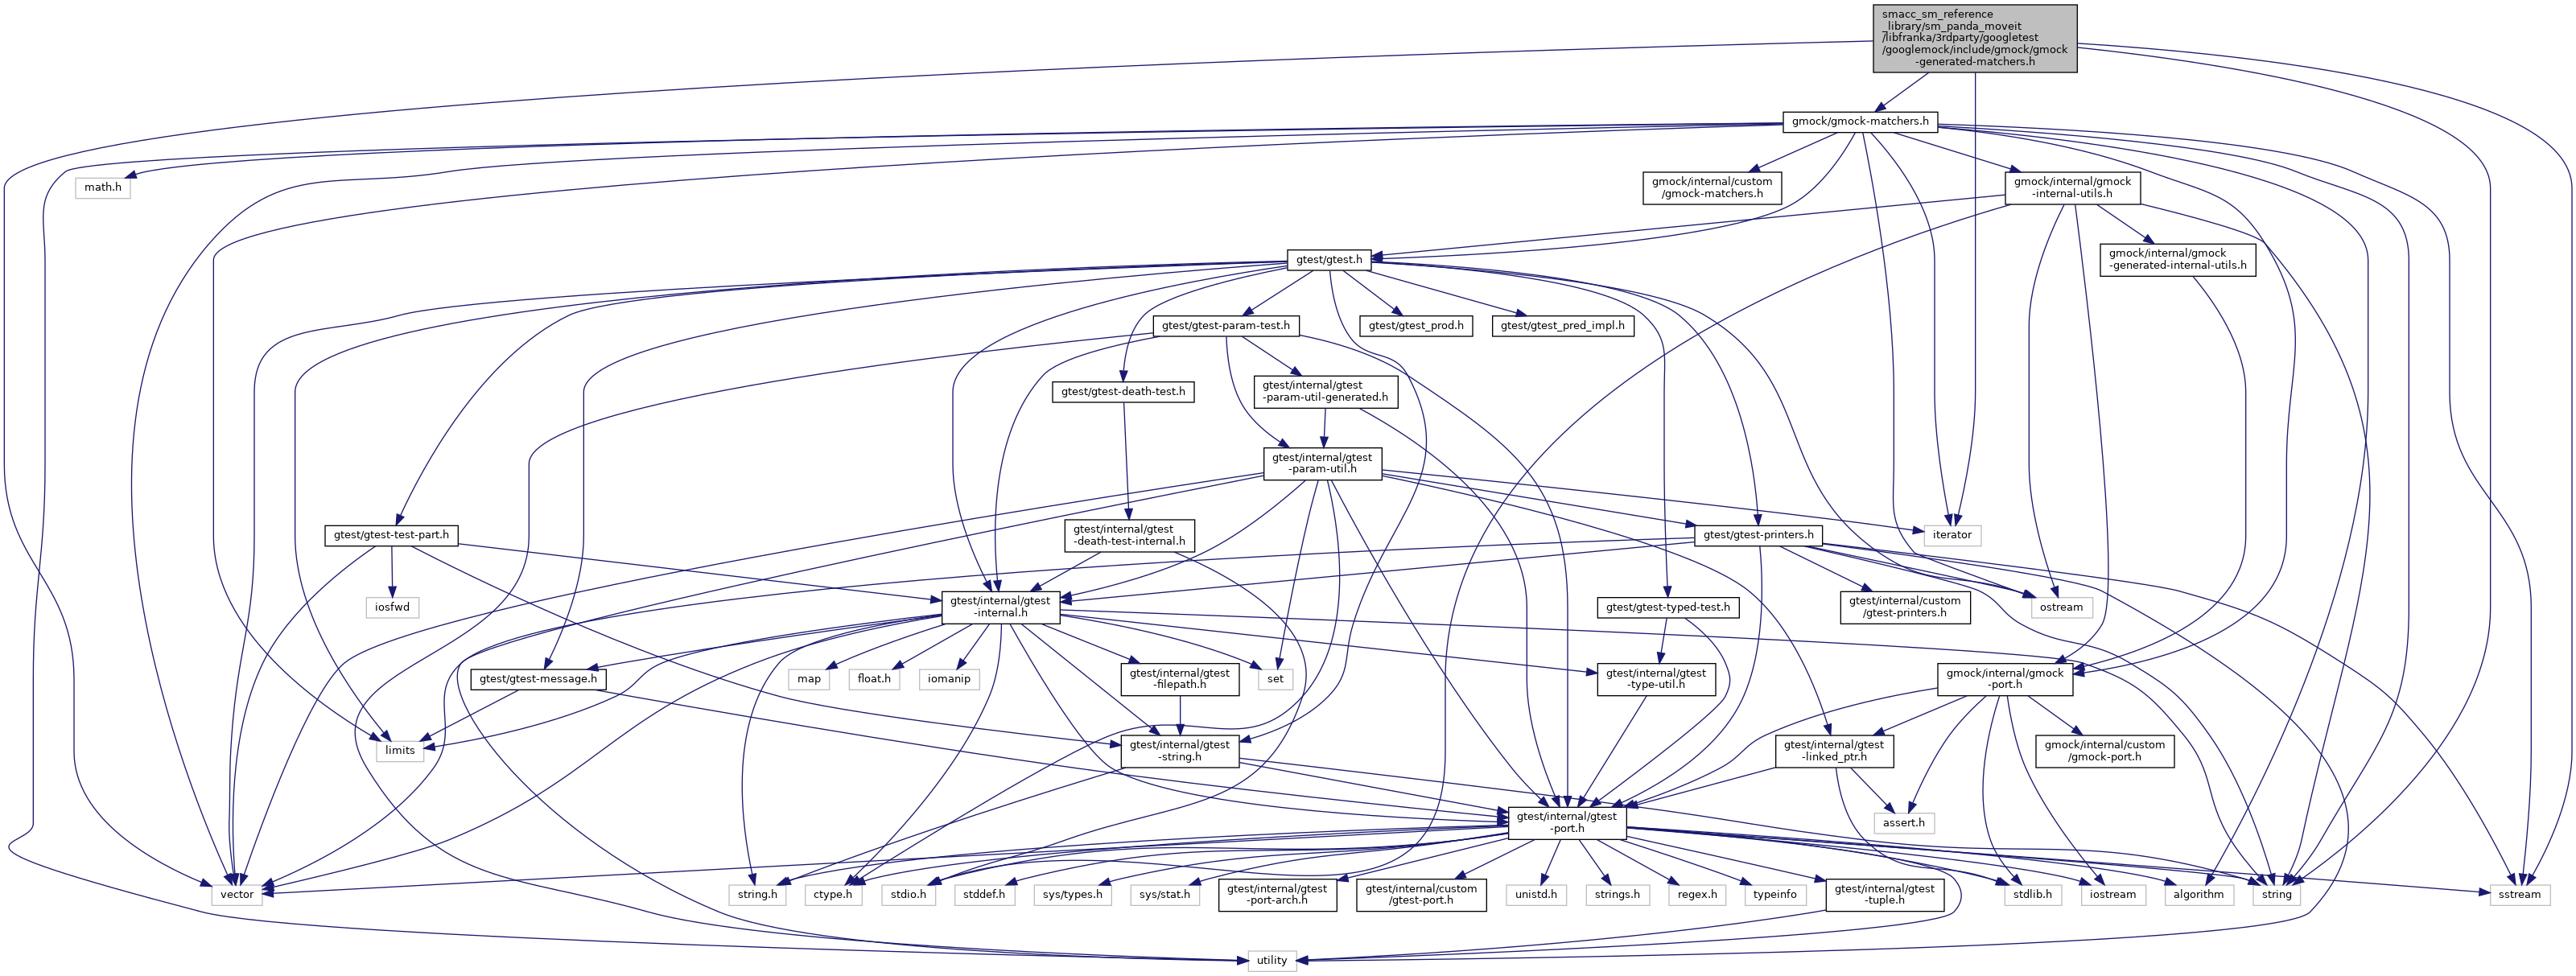 smacc_sm_reference
_library/sm_panda_moveit
/libfranka/3rdparty/googletest
/googlemock/include/gmock/gmock
-generated-matchers.h
gmock/gmock-matchers.h
math.h
gmock/internal/custom
/gmock-matchers.h
gmock/internal/gmock
-internal-utils.h
gtest/gtest.h
gmock/internal/gmock
-generated-internal-utils.h
gtest/gtest-param-test.h
gtest/gtest_prod.h
gtest/gtest_pred_impl.h
gtest/gtest-death-test.h
gtest/internal/gtest
-param-util-generated.h
gtest/internal/gtest
-param-util.h
gtest/gtest-test-part.h
gtest/internal/gtest
-death-test-internal.h
gtest/gtest-printers.h
iterator
iosfwd
gtest/internal/gtest
-internal.h
gtest/gtest-typed-test.h
gtest/internal/custom
/gtest-printers.h
ostream
gtest/gtest-message.h
map
float.h
iomanip
gtest/internal/gtest
-filepath.h
set
gtest/internal/gtest
-type-util.h
gmock/internal/gmock
-port.h
limits
gtest/internal/gtest
-string.h
gtest/internal/gtest
-linked_ptr.h
gmock/internal/custom
/gmock-port.h
gtest/internal/gtest
-port.h
assert.h
vector
string.h
ctype.h
stdio.h
stddef.h
sys/types.h
sys/stat.h
gtest/internal/gtest
-port-arch.h
gtest/internal/custom
/gtest-port.h
unistd.h
strings.h
regex.h
typeinfo
gtest/internal/gtest
-tuple.h
stdlib.h
iostream
algorithm
string
sstream
utility